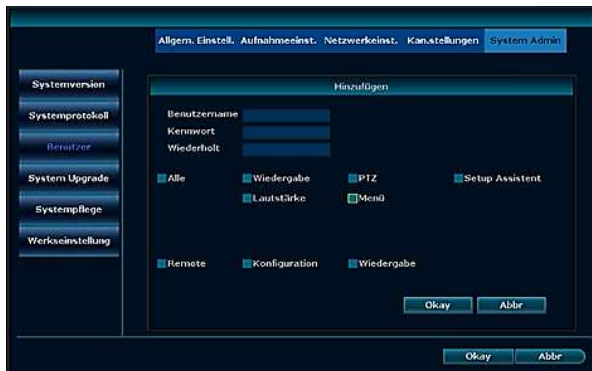 Allgem. Einstell. Aufnahmeeinst. Netzwerkeinst. Kan.stellungen System Admin
Systemversion
Systemprotokoll
Benutzer
System Upgrade
Systempflege
Werkseinstellung
Hinzufügen
Benutzername
Kennwort
Wiederholt
Alle Wiedergabe PTZ Setup Assistent
Lautstärke Menü
Remote Konfiguration Wiedergabe
Okay Abbr
Okay Abbr